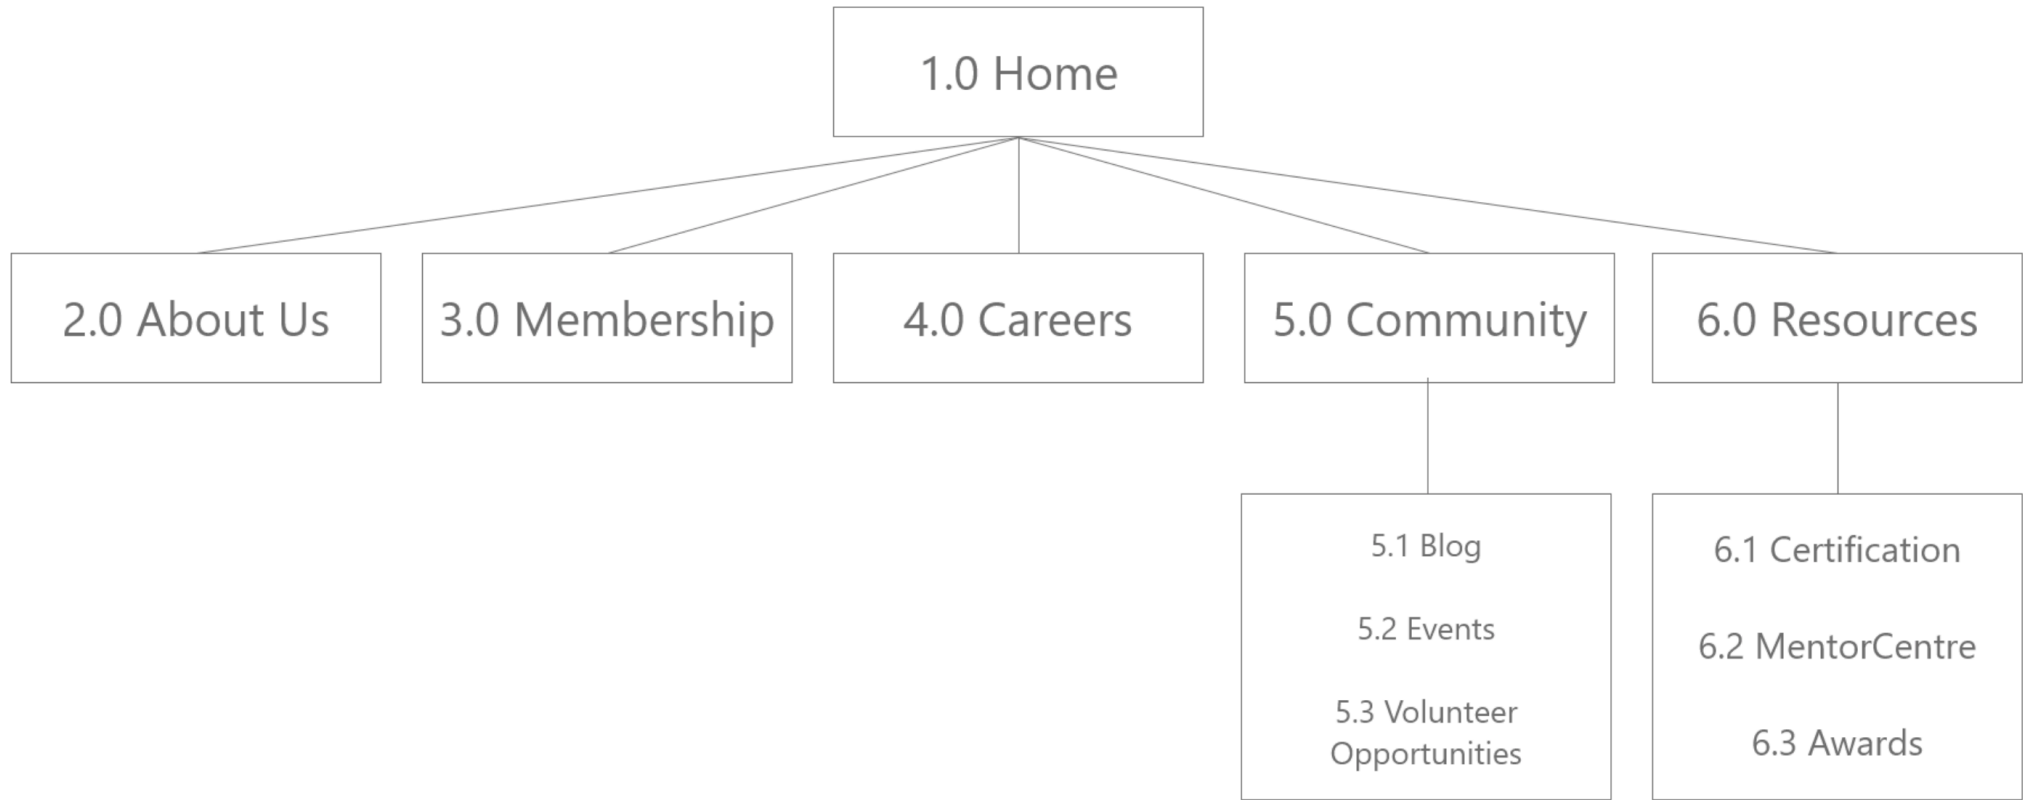 1.0 Home
2.0 About Us
3.0 Membership
4.0 Careers
5.0 Community
6.0 Resources
5.1 Blog
5.2 Events
5.3 Volunteer
Opportunities
6.1 Certification
6.2 MentorCentre
6.3 Awards